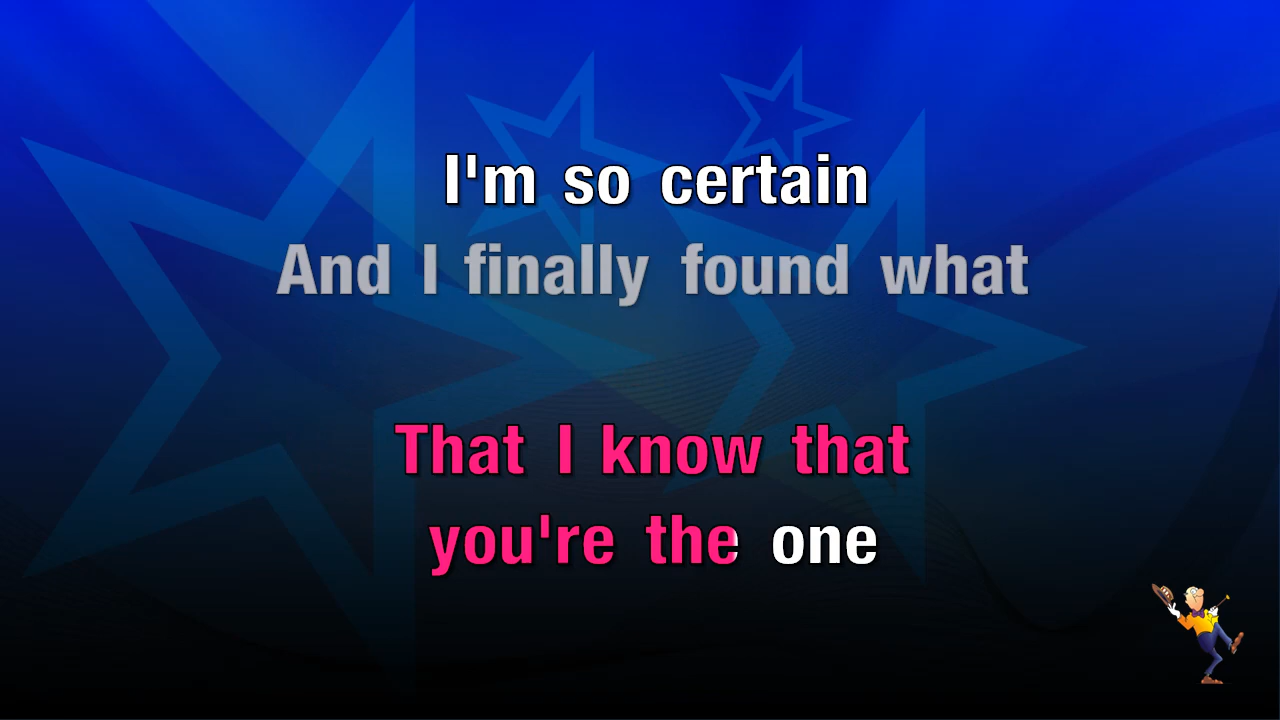 I'm so certain
And I finally found what
That I know that
you're the one